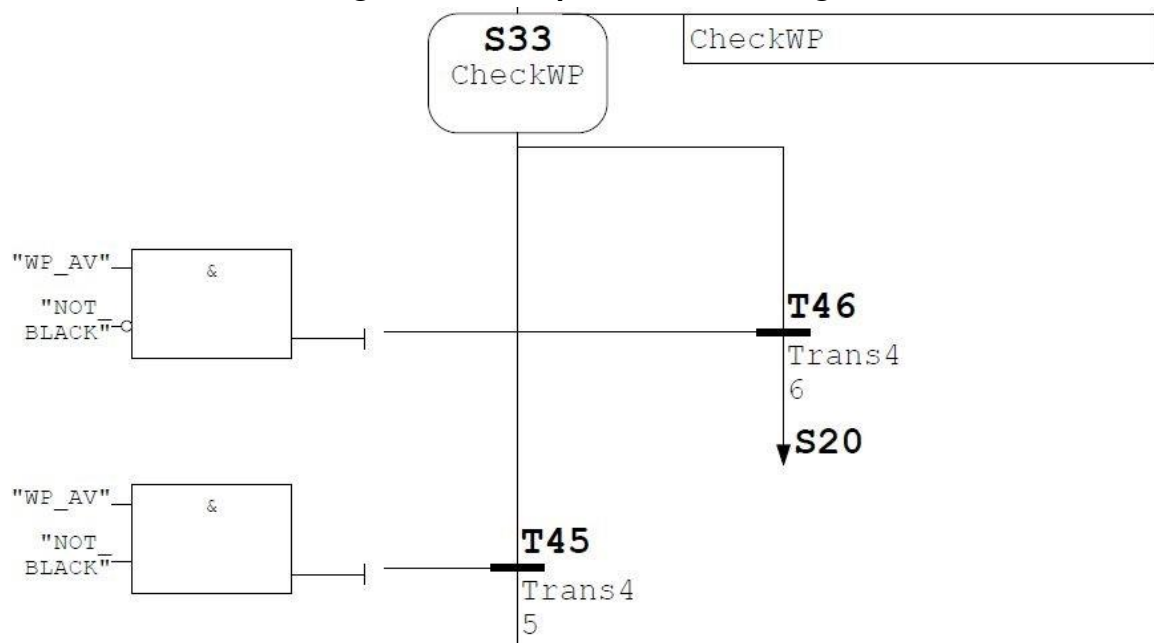 S33
CheckWP
CheckWP
"WP_AV"
&
"NOT_
BLACK"
T46
Trans4
6
S20
"WP_AV"
&
"NOT_
BLACK"
T45
Trans4
5